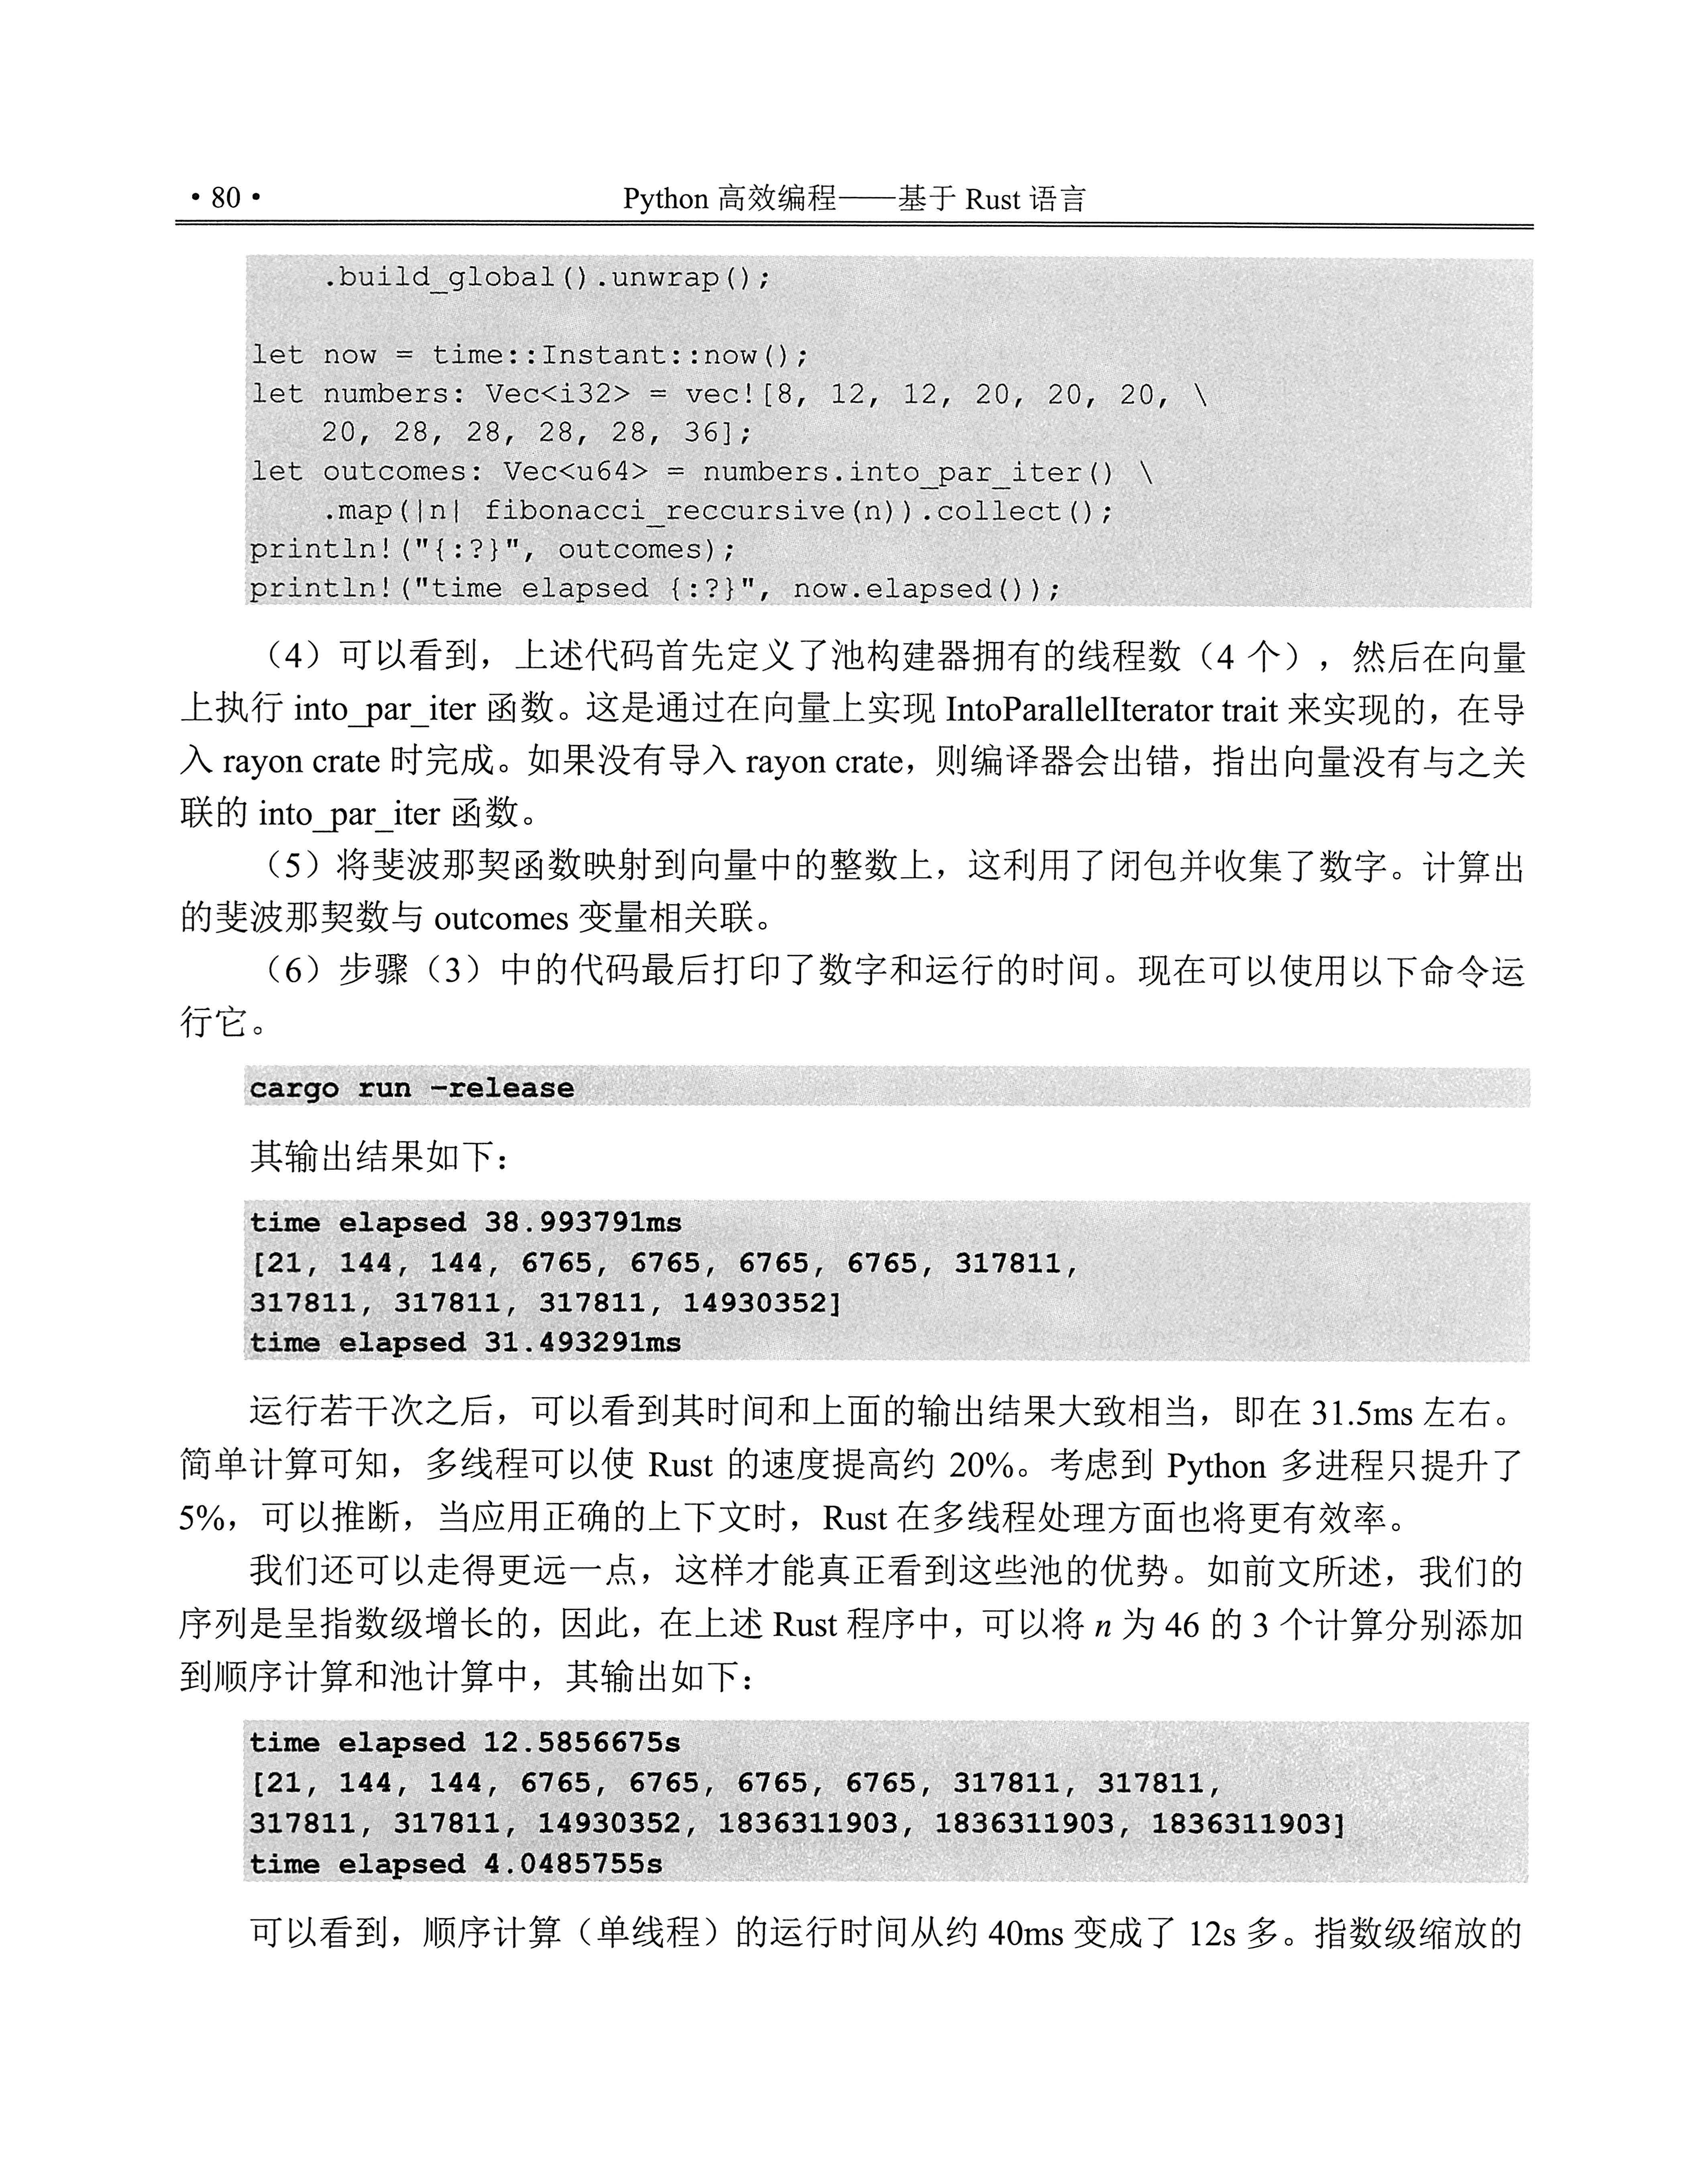 ·80· Python 高效编程——基于 Rust 语言
.build_global().unwrap();
let now = time::Instant::now();
let numbers: Vec<i32> = vec![8, 12, 12, 20, 20, 20, \
20, 28, 28, 28, 28, 36];
let outcomes: Vec<u64> = numbers.into_par_iter() \
.map(|n| fibonacci_reccursive(n)).collect();
println!("{:?}", outcomes);
println!("time elapsed {:?}", now.elapsed());
（4）可以看到，上述代码首先定义了池构建器拥有的线程数（4 个），然后在向量
上执行 into_par_iter 函数。这是通过在向量上实现 IntoParallelIterator trait 来实现的，在导
入 rayon crate 时完成。如果没有导入 rayon crate，则编译器会出错，指出向量没有与之关
联的 into_par_iter 函数。
（5）将斐波那契函数映射到向量中的整数上，这利用了闭包并收集了数字。计算出
的斐波那契数与 outcomes 变量相关联。
（6）步骤（3）中的代码最后打印了数字和运行的时间。现在可以使用以下命令运
行它。
cargo run –release
其输出结果如下：
time elapsed 38.993791ms
[21, 144, 144, 6765, 6765, 6765, 6765, 317811,
317811, 317811, 317811, 14930352]
time elapsed 31.493291ms
运行若干次之后，可以看到其时间和上面的输出结果大致相当，即在 31.5ms 左右。
简单计算可知，多线程可以使 Rust 的速度提高约 20%。考虑到 Python 多进程只提升了
5%，可以推断，当应用正确的上下文时，Rust 在多线程处理方面也将更有效率。
我们还可以走得更远一点，这样才能真正看到这些池的优势。如前文所述，我们的
序列是呈指数级增长的，因此，在上述 Rust 程序中，可以将 n 为 46 的 3 个计算分别添加
到顺序计算和池计算中，其输出如下：
time elapsed 12.5856675s
[21, 144, 144, 6765, 6765, 6765, 6765, 317811, 317811,
317811, 317811, 14930352, 1836311903, 1836311903, 1836311903]
time elapsed 4.0485755s
可以看到，顺序计算（单线程）的运行时间从约 40ms 变成了 12s 多。指数级缩放的